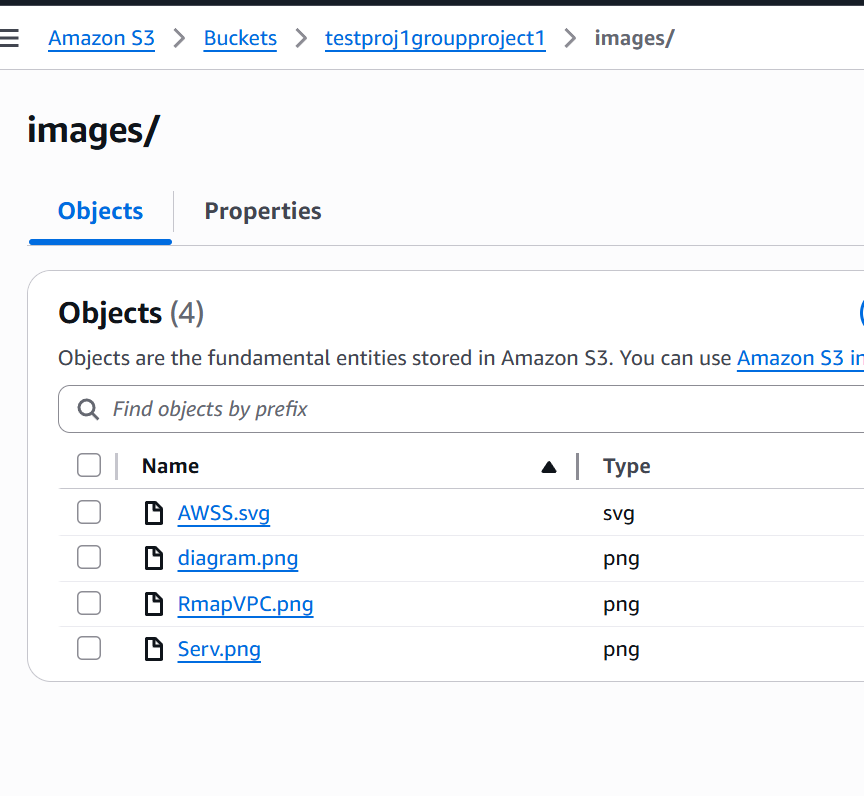 Amazon S3 > Buckets > testproj1groupproject1 > images/
images/
Objects Properties
Objects (4)
Objects are the fundamental entities stored in Amazon S3. You can use Amazon S3 in
Find objects by prefix
Name Type
AWSS.svg svg
diagram.png png
RmapVPC.png png
Serv.png png